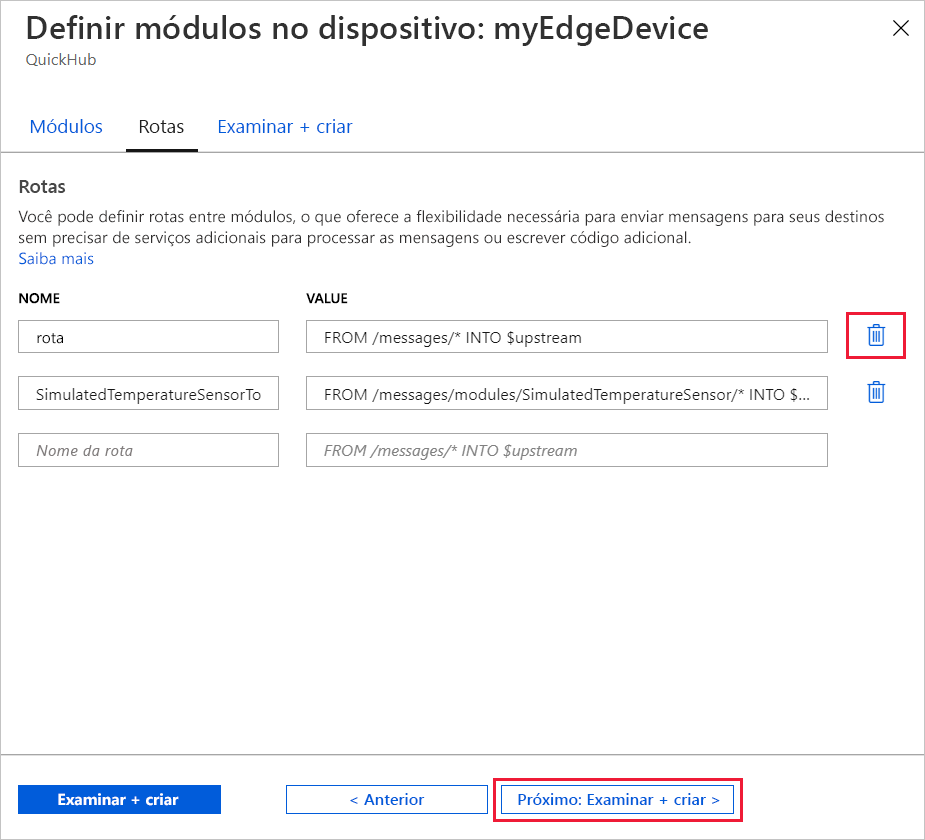 Definir módulos no dispositivo: myEdgeDevice
QuickHub
Módulos Rotas Examinar + criar
Rotas
Você pode definir rotas entre módulos, o que oferece a flexibilidade necessária para enviar mensagens para seus destinos
sem precisar de serviços adicionais para processar as mensagens ou escrever código adicional.
Saiba mais
NOME VALUE
rota FROM /messages/* INTO $upstream
SimulatedTemperatureSensorTo FROM /messages/modules/SimulatedTemperatureSensor/* INTO $...
Nome da rota FROM /messages/* INTO $upstream
Examinar + criar < Anterior Próximo: Examinar + criar >